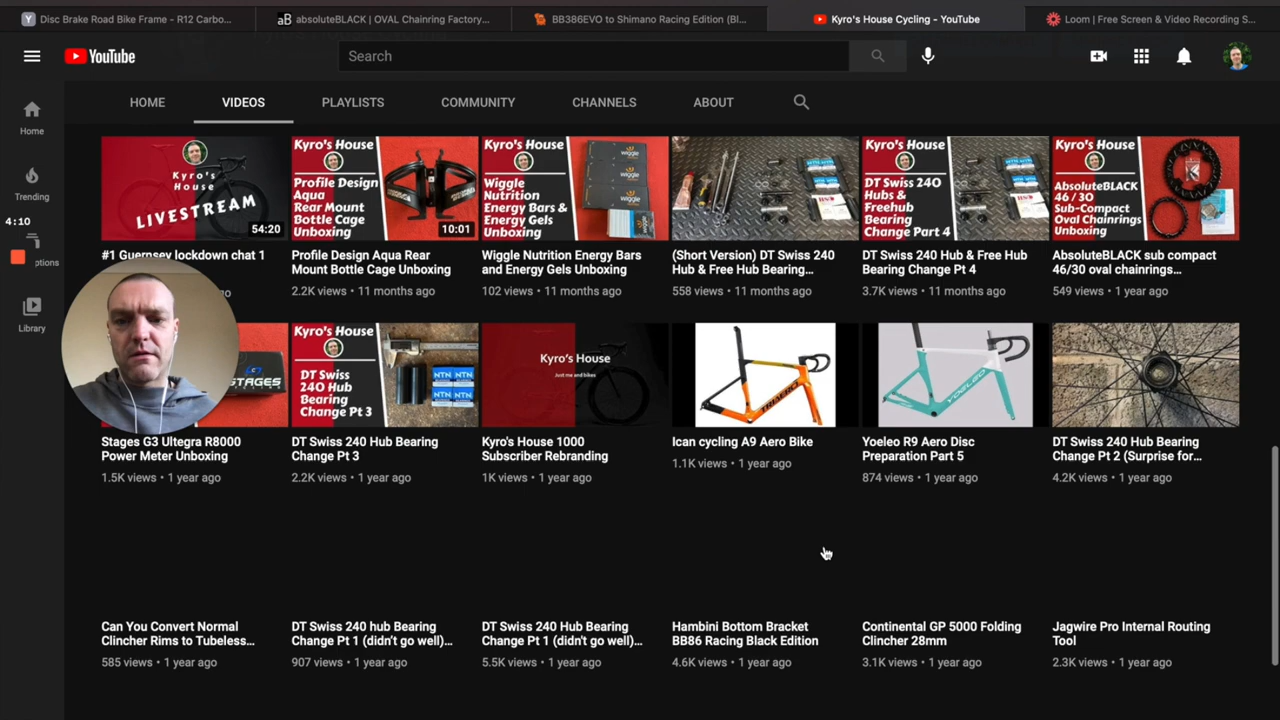 Disc Brake Road Bike Frame - R12 Carbo...
absoluteBLACK | OVAL Chainring Factory...
BB386EVO to Shimano Racing Edition (Bl...
Kyro's House Cycling - YouTube
Loom | Free Screen & Video Recording S...
YouTube
Search
HOME
VIDEOS
PLAYLISTS
COMMUNITY
CHANNELS
ABOUT
Home
Trending
4:10
ptions
Library
Kyro's
House
LIVESTREAM
54:20
#1 Guernsey lockdown chat 1
ago
Kyro's House
Profile Design
Aqua
Rear Mount
Bottle Cage
Unboxing
10:01
Profile Design Aqua Rear
Mount Bottle Cage Unboxing
2.2K views • 11 months ago
Kyro's House
Wiggle
Nutrition
Energy Bars &
Energy Gels
Unboxing
Wiggle Nutrition Energy Bars
and Energy Gels Unboxing
102 views • 11 months ago
(Short Version) DT Swiss 240
Hub & Free Hub Bearing...
558 views • 11 months ago
Kyro's House
DT Swiss 240
Hubs &
Freehub
Bearing
Change Part 4
DT Swiss 240 Hub & Free Hub
Bearing Change Pt 4
3.7K views • 11 months ago
Kyro's House
AbsoluteBLACK
46 / 30
Sub-Compact
Oval Chainrings
Unboxing
AbsoluteBLACK sub compact
46/30 oval chainrings...
549 views • 1 year ago
STAGES
Stages G3 Ultegra R8000
Power Meter Unboxing
1.5K views • 1 year ago
Kyro's House
DT Swiss
240 Hub
Bearing
Change Pt 3
NTN
NTN
DT Swiss 240 Hub Bearing
Change Pt 3
2.2K views • 1 year ago
Kyro's House
Just me and bikes
Kyro's House 1000
Subscriber Rebranding
1K views • 1 year ago
Ican cycling A9 Aero Bike
1.1K views • 1 year ago
YOELEO
Yoeleo R9 Aero Disc
Preparation Part 5
874 views • 1 year ago
DT Swiss 240 Hub Bearing
Change Pt 2 (Surprise for...
4.2K views • 1 year ago
Can You Convert Normal
Clincher Rims to Tubeless...
585 views • 1 year ago
DT Swiss 240 hub Bearing
Change Pt 1 (didn't go well)...
907 views • 1 year ago
DT Swiss 240 Hub Bearing
Change Pt 1 (didn't go well)...
5.5K views • 1 year ago
Hambini Bottom Bracket
BB86 Racing Black Edition
4.6K views • 1 year ago
Continental GP 5000 Folding
Clincher 28mm
3.1K views • 1 year ago
Jagwire Pro Internal Routing
Tool
2.3K views • 1 year ago